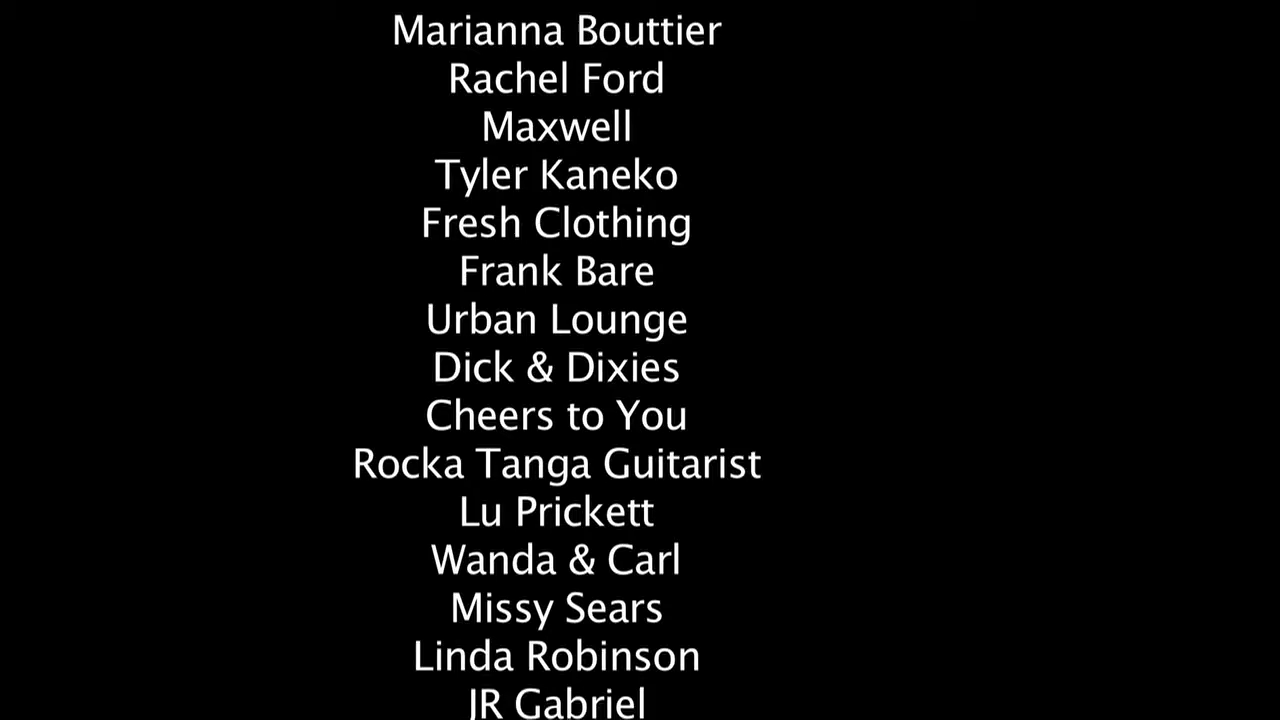 Marianna Bouttier
Rachel Ford
Maxwell
Tyler Kaneko
Fresh Clothing
Frank Bare
Urban Lounge
Dick & Dixies
Cheers to You
Rocka Tanga Guitarist
Lu Prickett
Wanda & Carl
Missy Sears
Linda Robinson
JR Gabriel